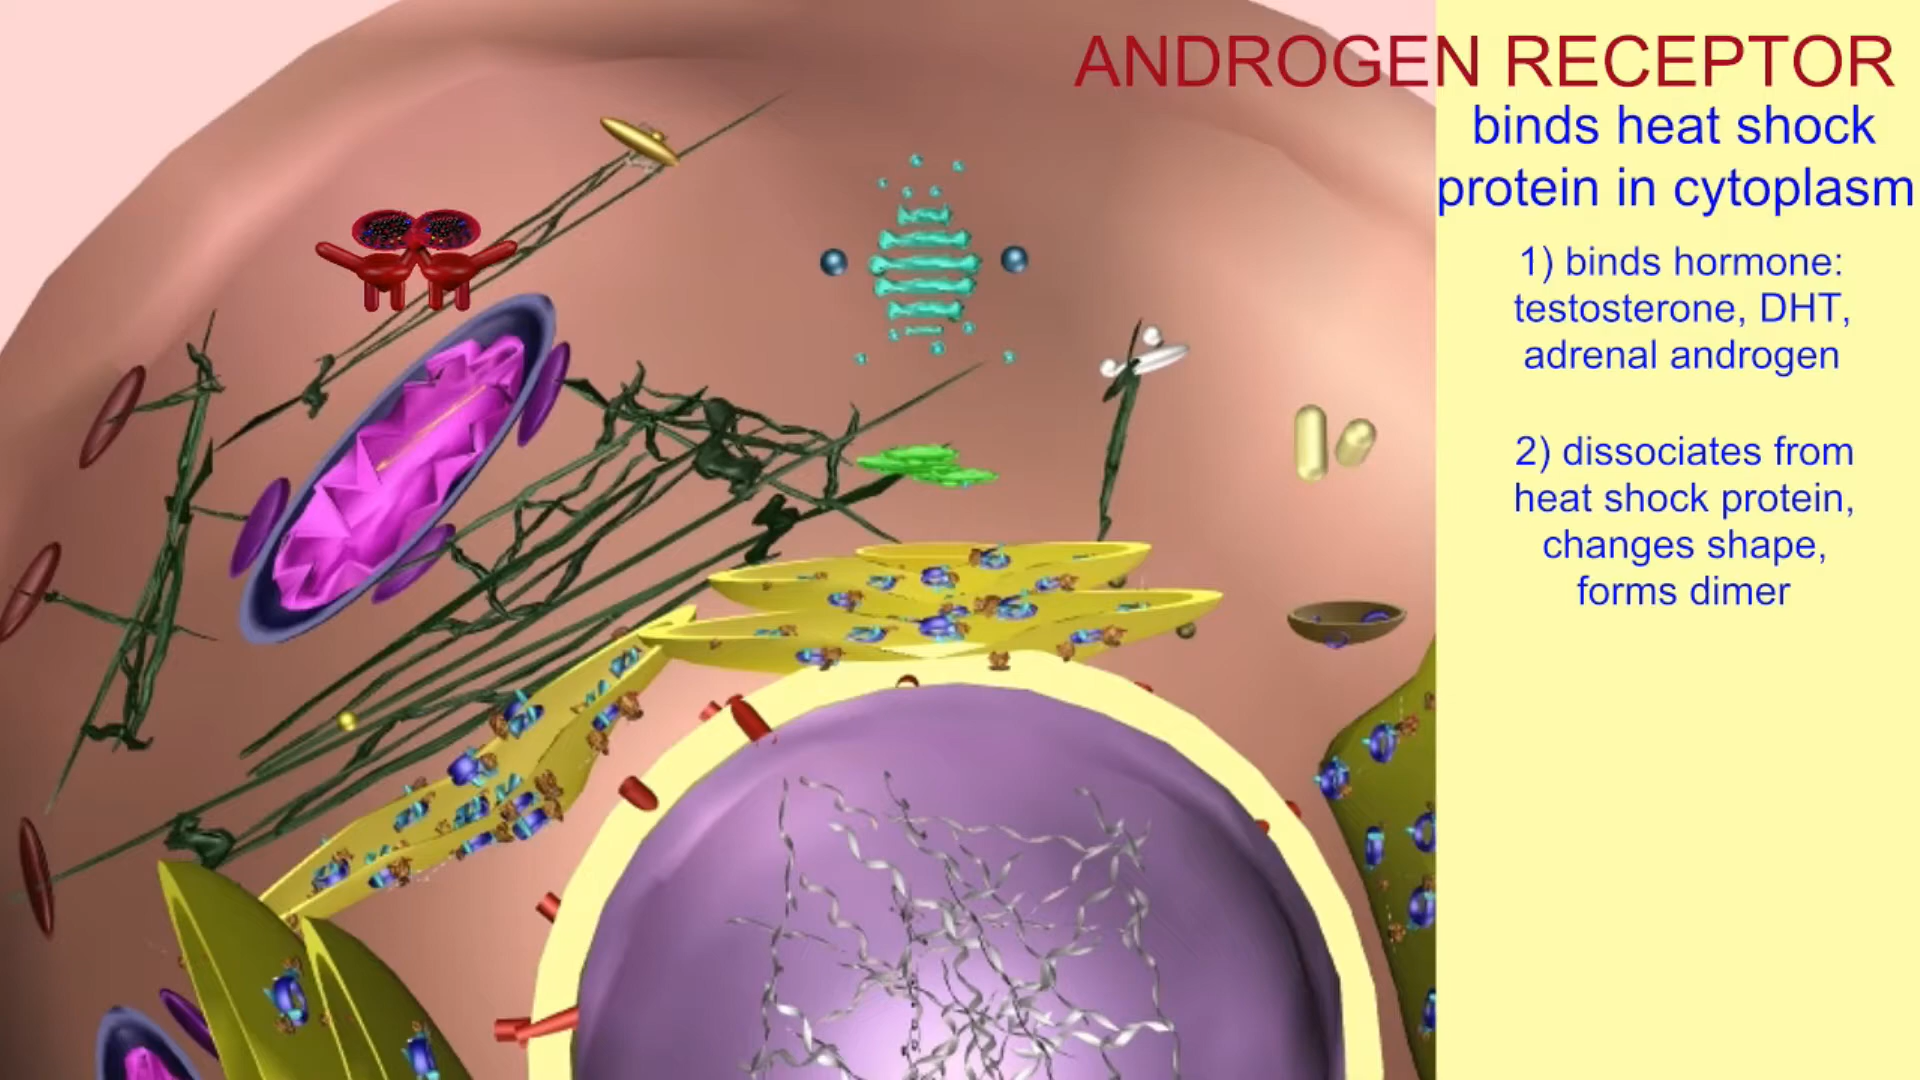 ANDROGEN RECEPTOR
binds heat shock
protein in cytoplasm
1) binds hormone:
testosterone, DHT,
adrenal androgen
2) dissociates from
heat shock protein,
changes shape,
forms dimer